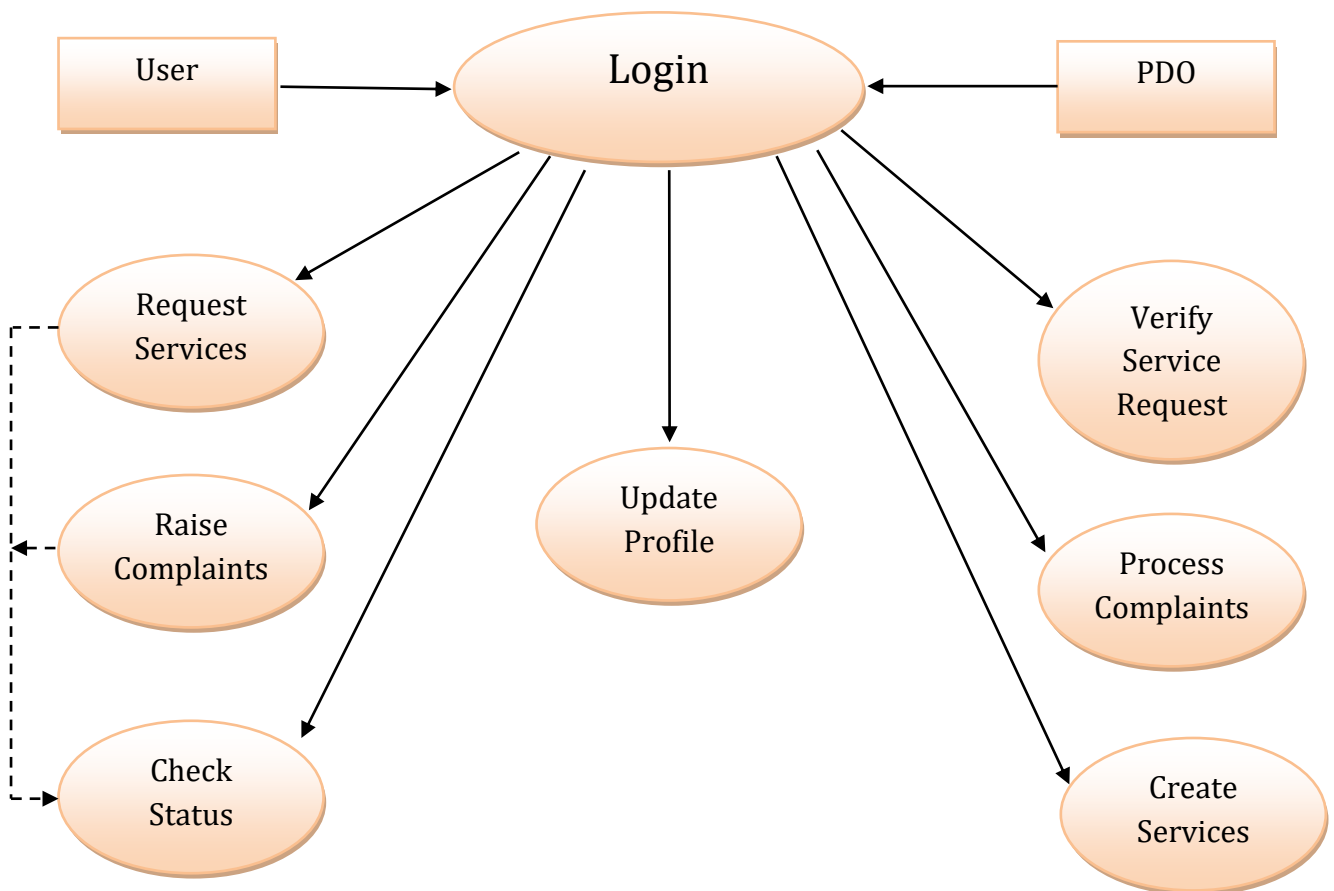 User
Login
PDO
Request
Services
Verify
Service
Request
Raise
Complaints
Update
Profile
Process
Complaints
Check
Status
Create
Services